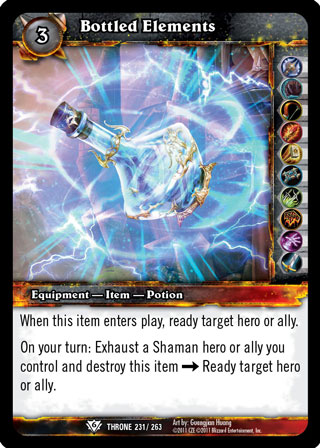 3
Bottled Elements
Equipment — Item — Potion
When this item enters play, ready target hero or ally.
On your turn: Exhaust a Shaman hero or ally you
control and destroy this item ➡ Ready target hero
or ally.
THRONE 231/263
Art by: Guangjian Huang
©2011 CZE ©2011 Blizzard Entertainment, Inc.